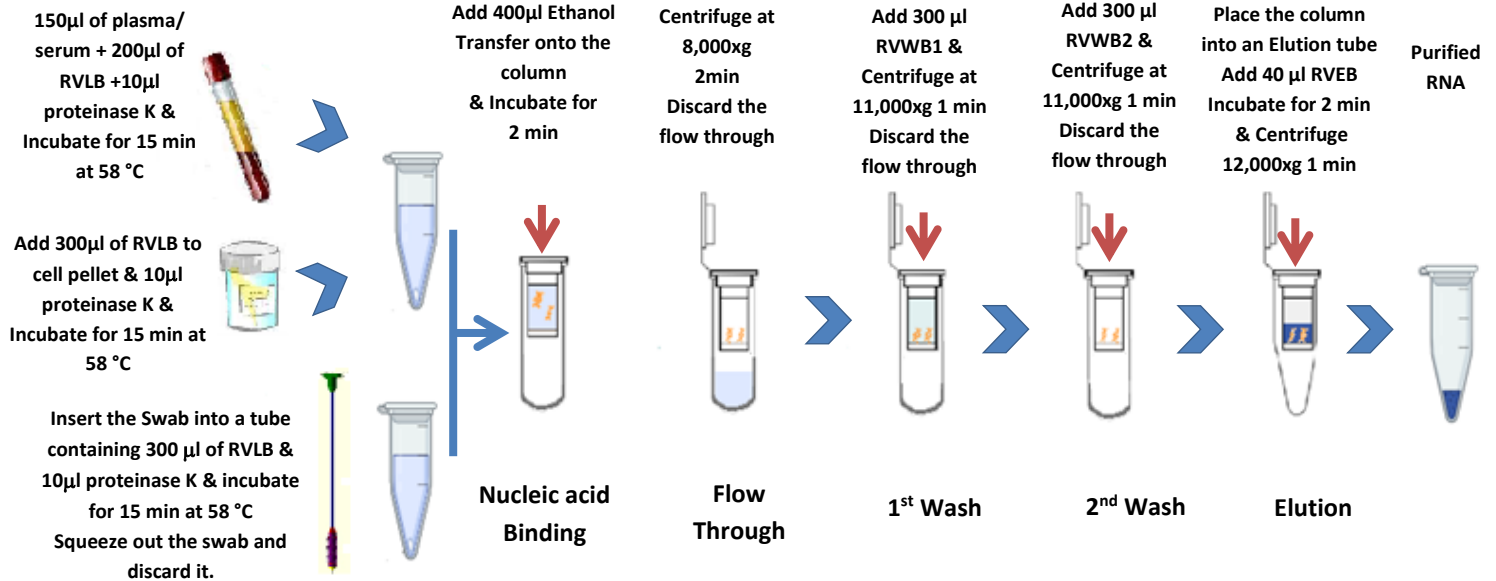 150µl of plasma/
serum + 200µl of
RVLB +10µl
proteinase K &
Incubate for 15 min
at 58 °C
Add 300µl of RVLB to
cell pellet & 10µl
proteinase K &
Incubate for 15 min at
58 °C
Insert the Swab into a tube
containing 300 µl of RVLB &
10µl proteinase K & incubate
for 15 min at 58 °C
Squeeze out the swab and
discard it.
Add 400µl Ethanol
Transfer onto the
column
& Incubate for
2 min
Nucleic acid
Binding
Centrifuge at
8,000xg
2min
Discard the
flow through
Flow
Through
Add 300 µl
RVWB1 &
Centrifuge at
11,000xg 1 min
Discard the
flow through
1st Wash
Add 300 µl
RVWB2 &
Centrifuge at
11,000xg 1 min
Discard the
flow through
2nd Wash
Place the column
into an Elution tube
Add 40 µl RVEB
Incubate for 2 min
& Centrifuge
12,000xg 1 min
Elution
Purified
RNA